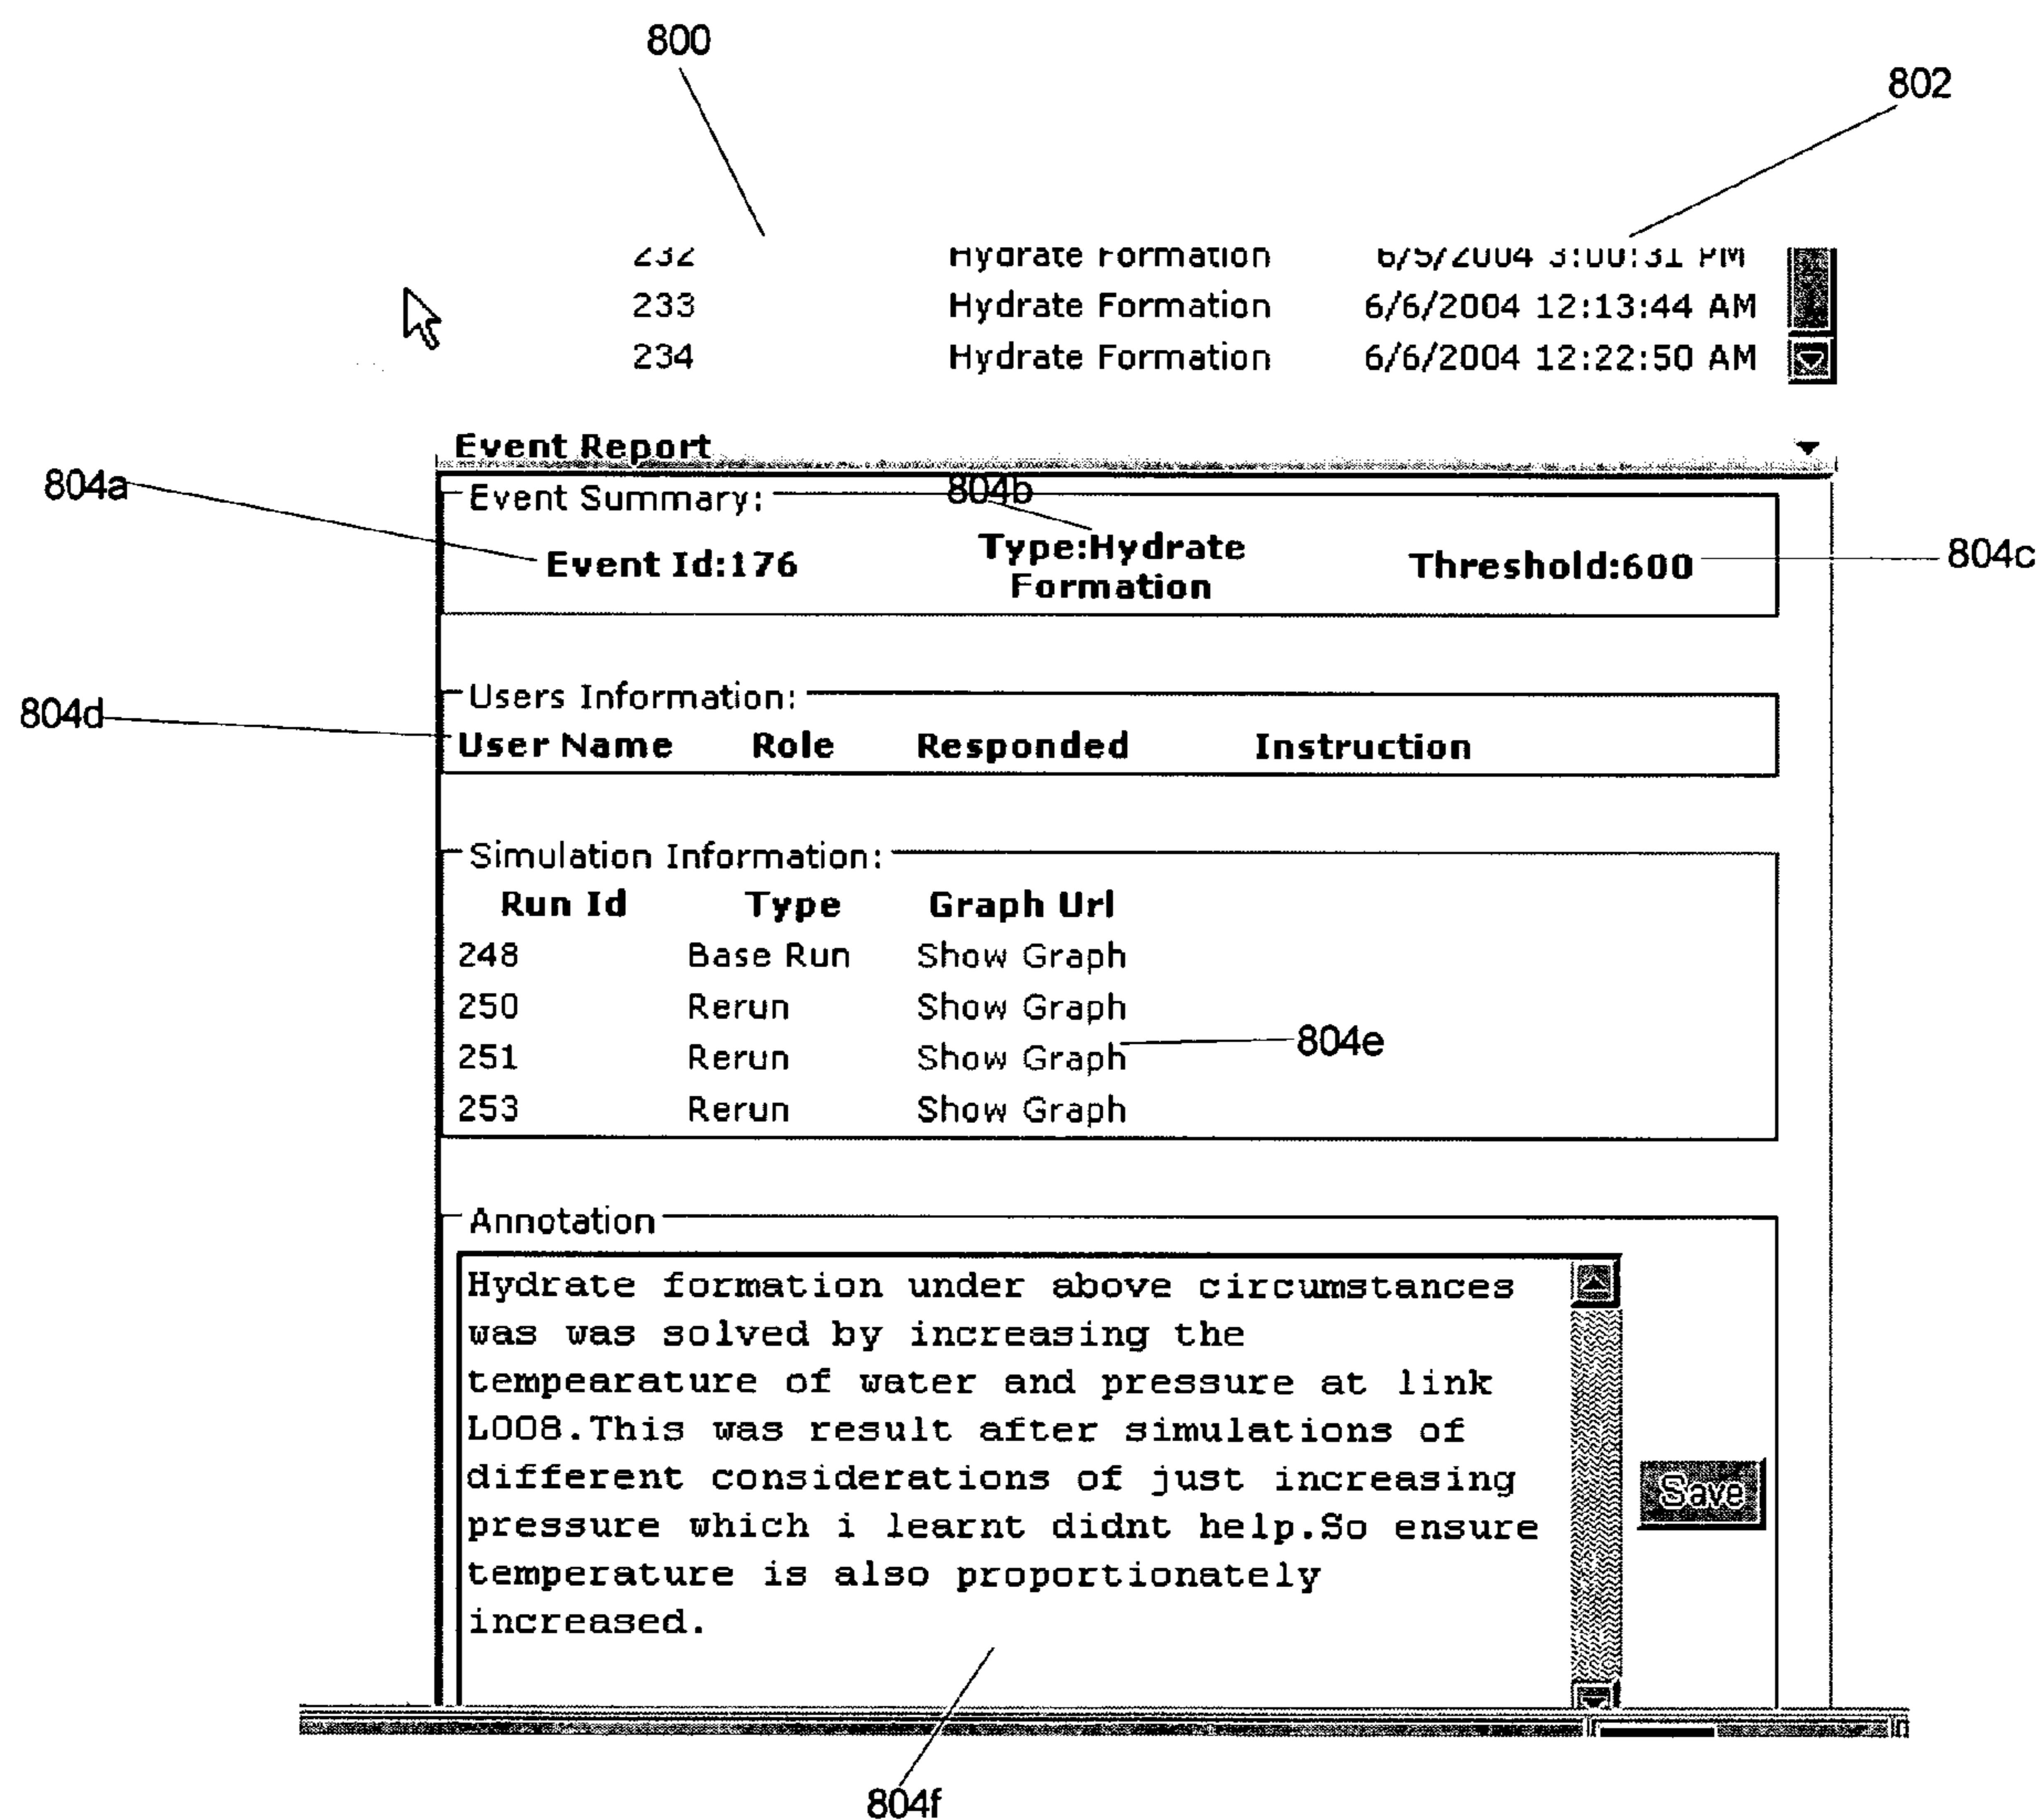 800
802
232 Hydrate Formation 6/5/2004 3:00:31 PM
233 Hydrate Formation 6/6/2004 12:13:44 AM
234 Hydrate Formation 6/6/2004 12:22:50 AM
Event Report
804a
Event Summary:
804b
Event Id:176
Type:Hydrate
Formation
Threshold:600
804c
Users Information:
804d
User Name Role Responded Instruction
Simulation Information:
Run Id Type Graph Url
248 Base Run Show Graph
250 Rerun Show Graph
251 Rerun Show Graph
804e
253 Rerun Show Graph
Annotation
Hydrate formation under above circumstances
was was solved by increasing the
tempearature of water and pressure at link
L008.This was result after simulations of
different considerations of just increasing
pressure which i learnt didnt help.So ensure
temperature is also proportionately
increased.
Save
804f